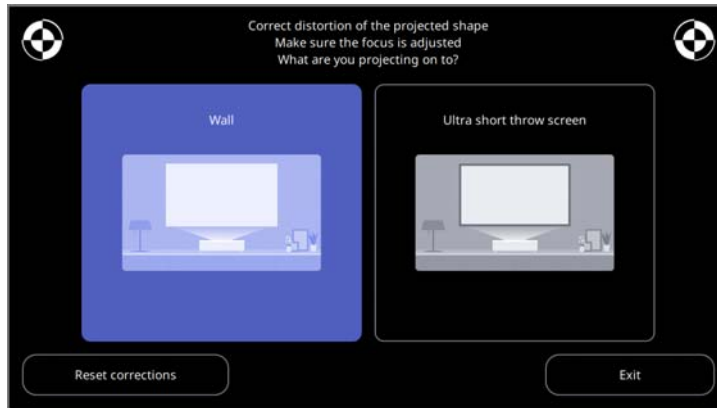 Correct distortion of the projected shape
Make sure the focus is adjusted
What are you projecting on to?
Wall
Ultra short throw screen
Reset corrections
Exit